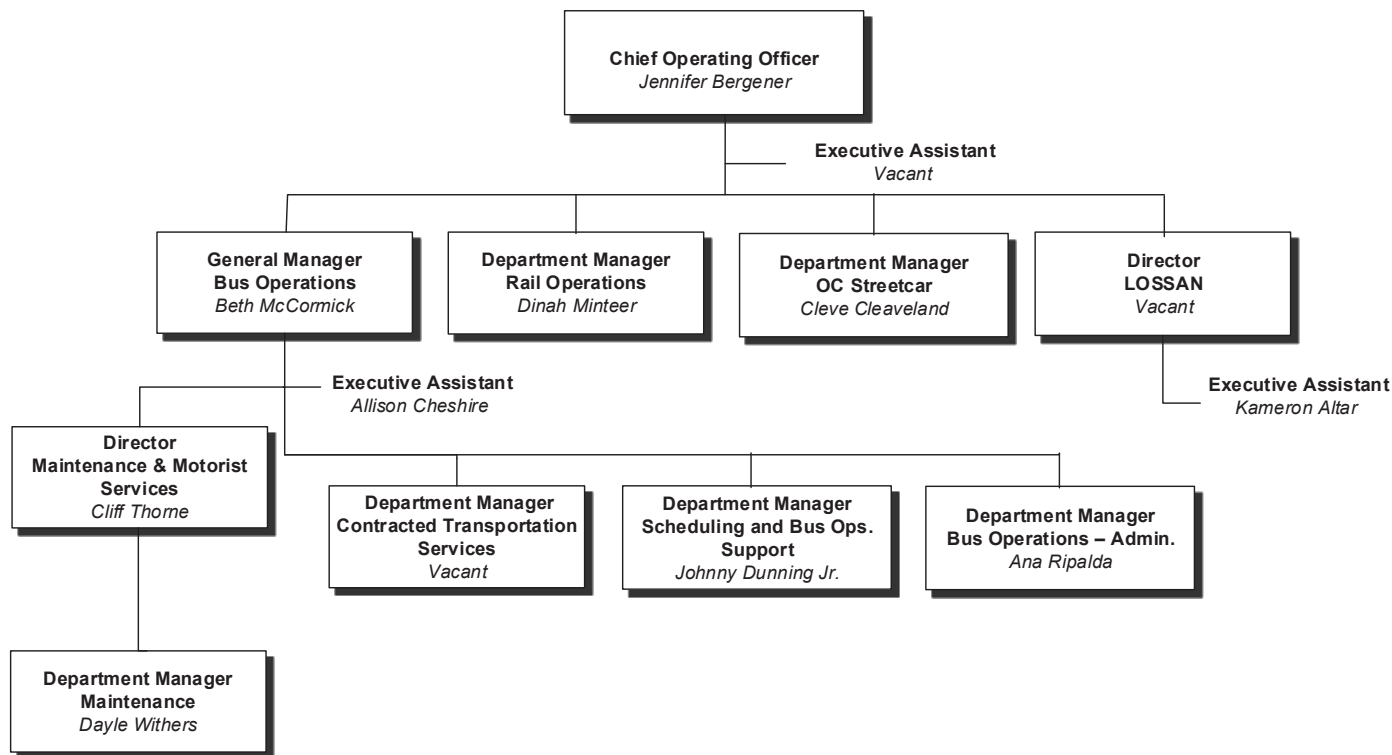 Chief Operating Officer
Jennifer Bergener
Executive Assistant
Vacant
General Manager
Bus Operations
Beth McCormick
Department Manager
Rail Operations
Dinah Minteer
Department Manager
OC Streetcar
Cleve Cleaveland
Director
LOSSAN
Vacant
Executive Assistant
Allison Cheshire
Executive Assistant
Kameron Altar
Director
Maintenance & Motorist
Services
Cliff Thorne
Department Manager
Contracted Transportation
Services
Vacant
Department Manager
Scheduling and Bus Ops.
Support
Johnny Dunning Jr.
Department Manager
Bus Operations – Admin.
Ana Ripalda
Department Manager
Maintenance
Dayle Withers